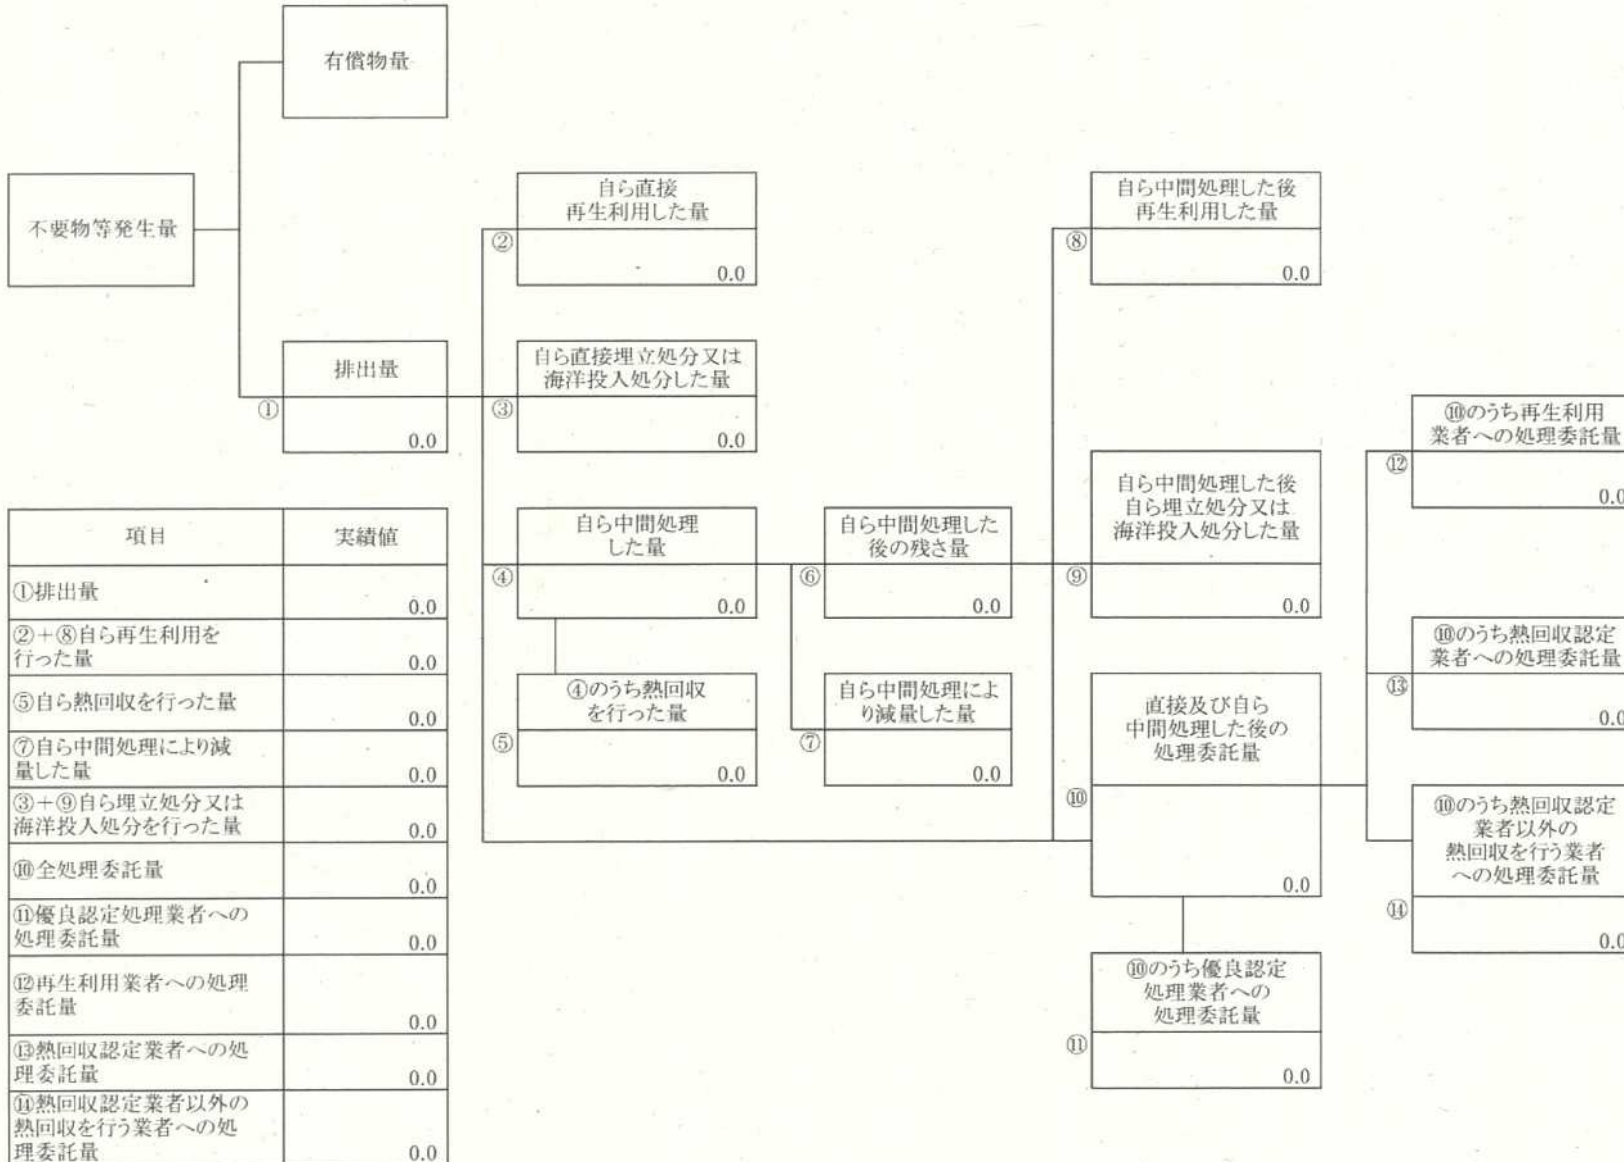 有償物量
不要物等発生量
排出量
①
0.0
自ら直接
再生利用した量
②
0.0
自ら直接埋立処分又は
海洋投入処分した量
③
0.0
自ら中間処理
した量
④
0.0
④のうち熱回収
を行った量
⑤
0.0
自ら中間処理した
後の残さ量
⑥
0.0
自ら中間処理によ
り減量した量
⑦
0.0
自ら中間処理した後
再生利用した量
⑧
0.0
自ら中間処理した後
自ら埋立処分又は
海洋投入処分した量
⑨
0.0
直接及び自ら
中間処理した後の
処理委託量
⑩
0.0
⑩のうち優良認定
処理業者への
処理委託量
⑪
0.0
⑩のうち再生利用
業者への処理委託量
⑫
0.0
⑩のうち熱回収認定
業者への処理委託量
⑬
0.0
⑩のうち熱回収認定
業者以外の
熱回収を行う業者
への処理委託量
⑭
0.0
項目 実績値
①排出量
0.0
②+⑧自ら再生利用を
行った量
0.0
⑤自ら熱回収を行った量
0.0
⑦自ら中間処理により減
量した量
0.0
③+⑨自ら埋立処分又は
海洋投入処分を行った量
0.0
⑩全処理委託量
0.0
⑪優良認定処理業者への
処理委託量
0.0
⑫再生利用業者への処理
委託量
0.0
⑬熱回収認定業者への処
理委託量
0.0
⑭熱回収認定業者以外の
熱回収を行う業者への処
理委託量
0.0